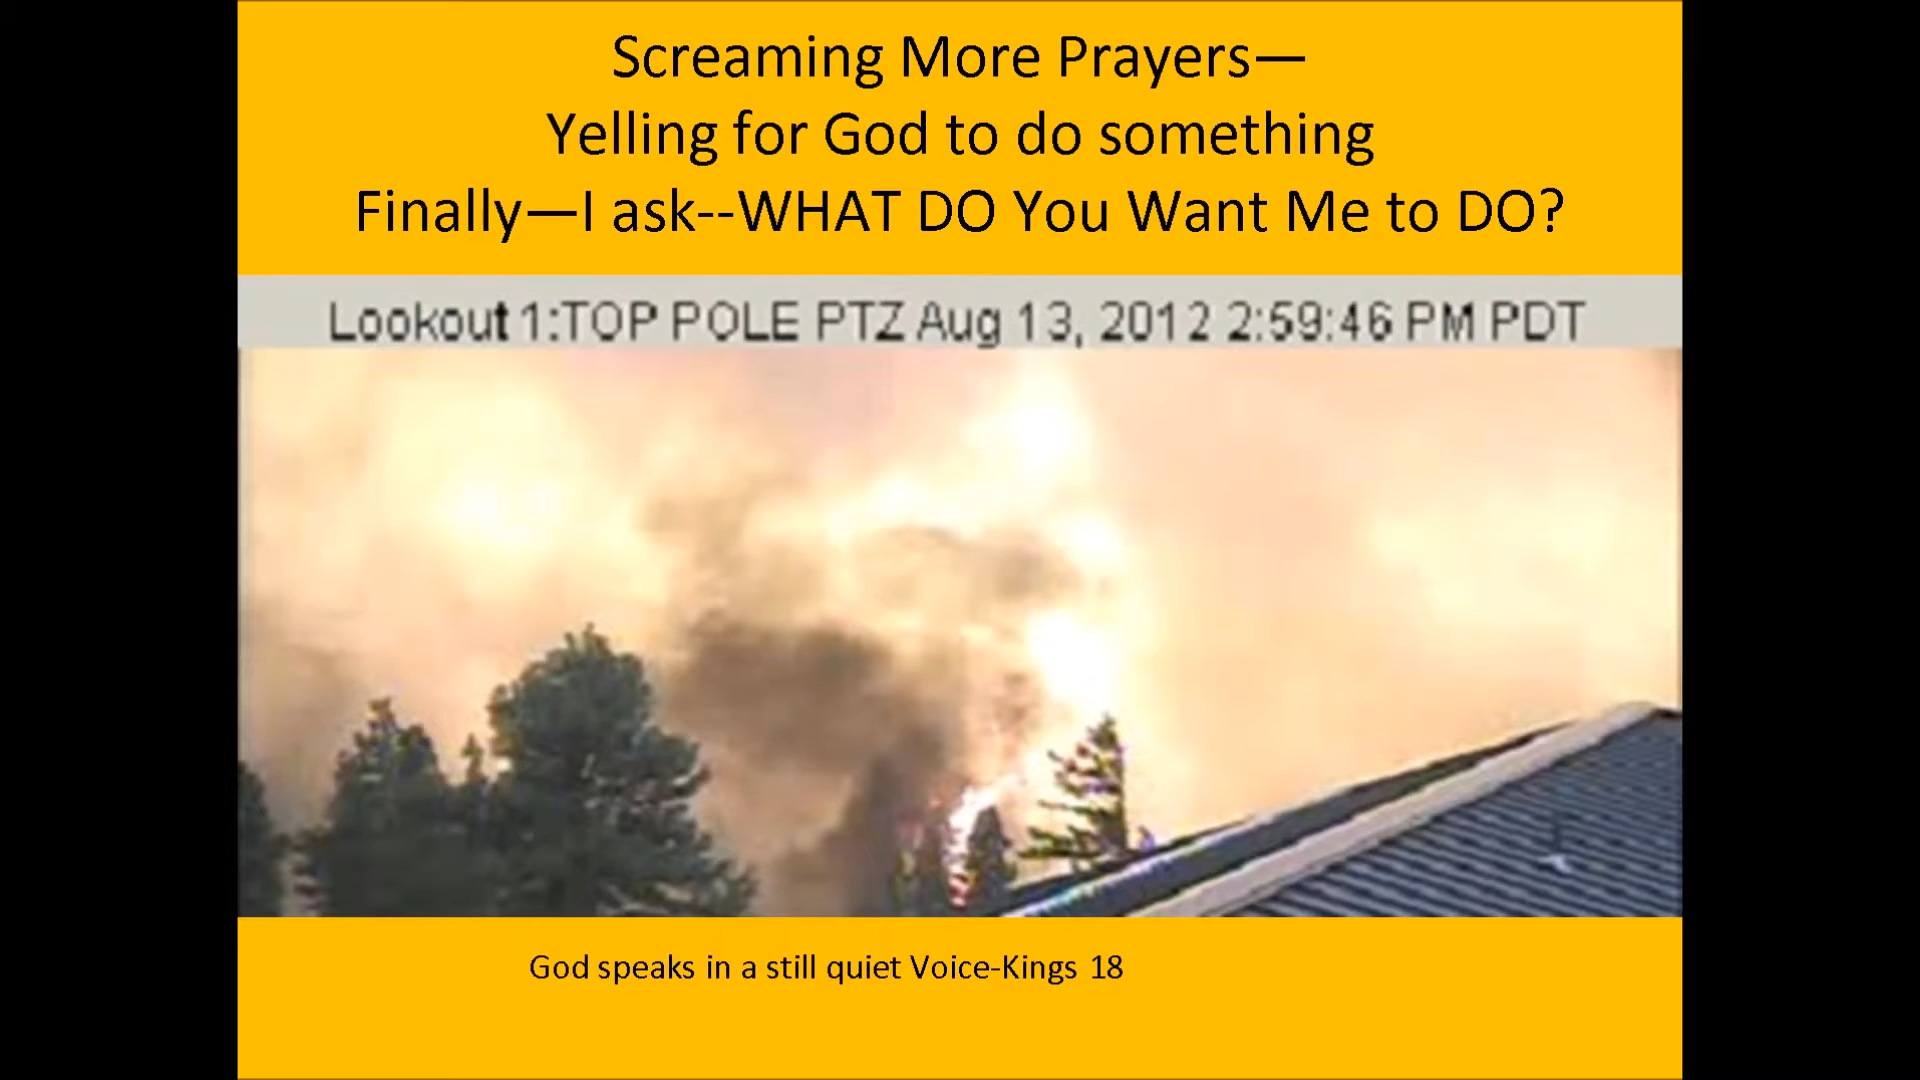 Screaming More Prayers—
Yelling for God to do something
Finally—I ask--WHAT DO You Want Me to DO?
Lookout 1:TOP POLE PTZ Aug 13, 2012 2:59:46 PM PDT
God speaks in a still quiet Voice-Kings 18